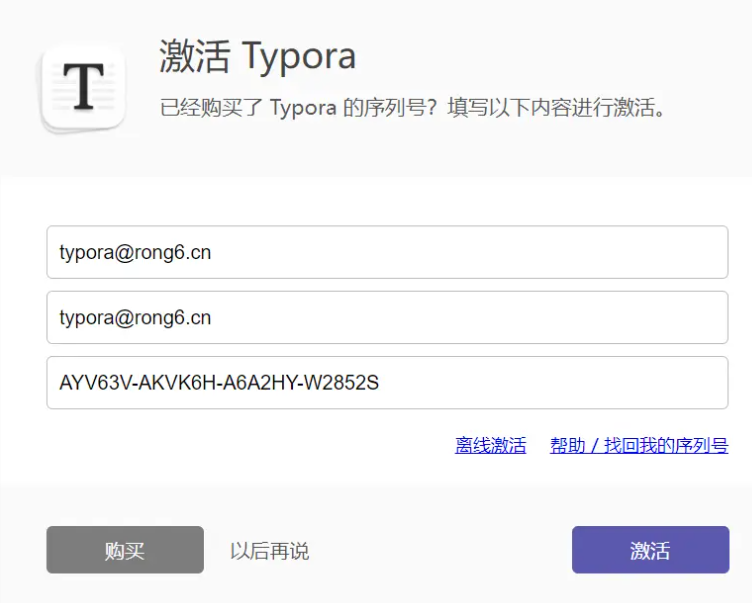 T
激活 Typora
已经购买了 Typora 的序列号？填写以下内容进行激活。
typora@rong6.cn
typora@rong6.cn
AYV63V-AKVK6H-A6A2HY-W2852S
离线激活 帮助 / 找回我的序列号
购买 以后再说 激活